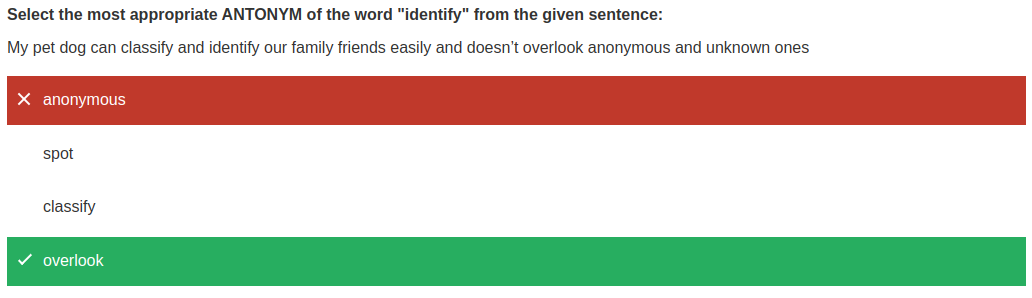 Select the most appropriate ANTONYM of the word "identify" from the given sentence:
My pet dog can classify and identify our family friends easily and doesn’t overlook anonymous and unknown ones
anonymous
spot
classify
overlook